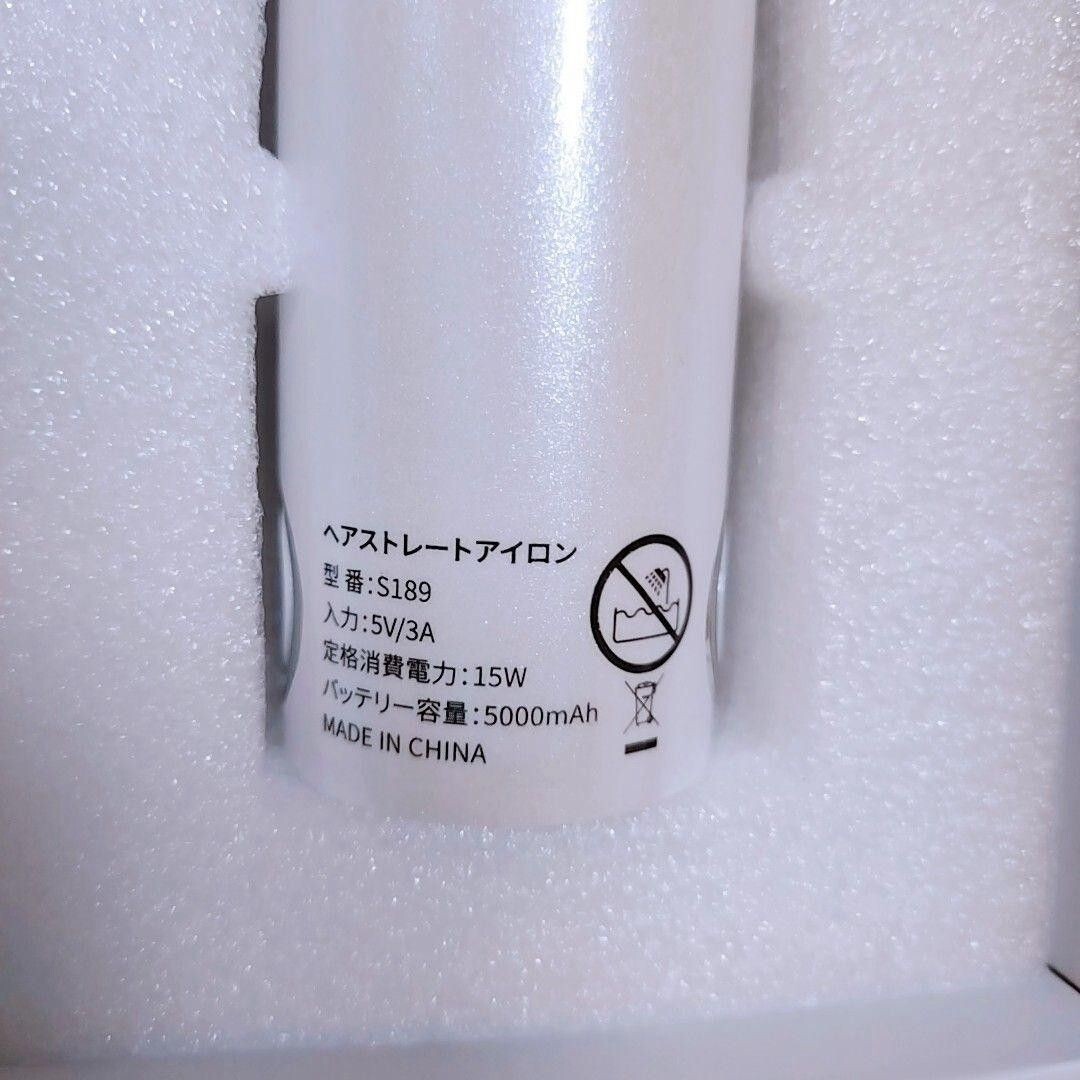 ヘアストレートアイロン
型 番:S189
入力:5V/3A
定格消費電力:15W
バッテリー容量:5000mAh
MADE IN CHINA